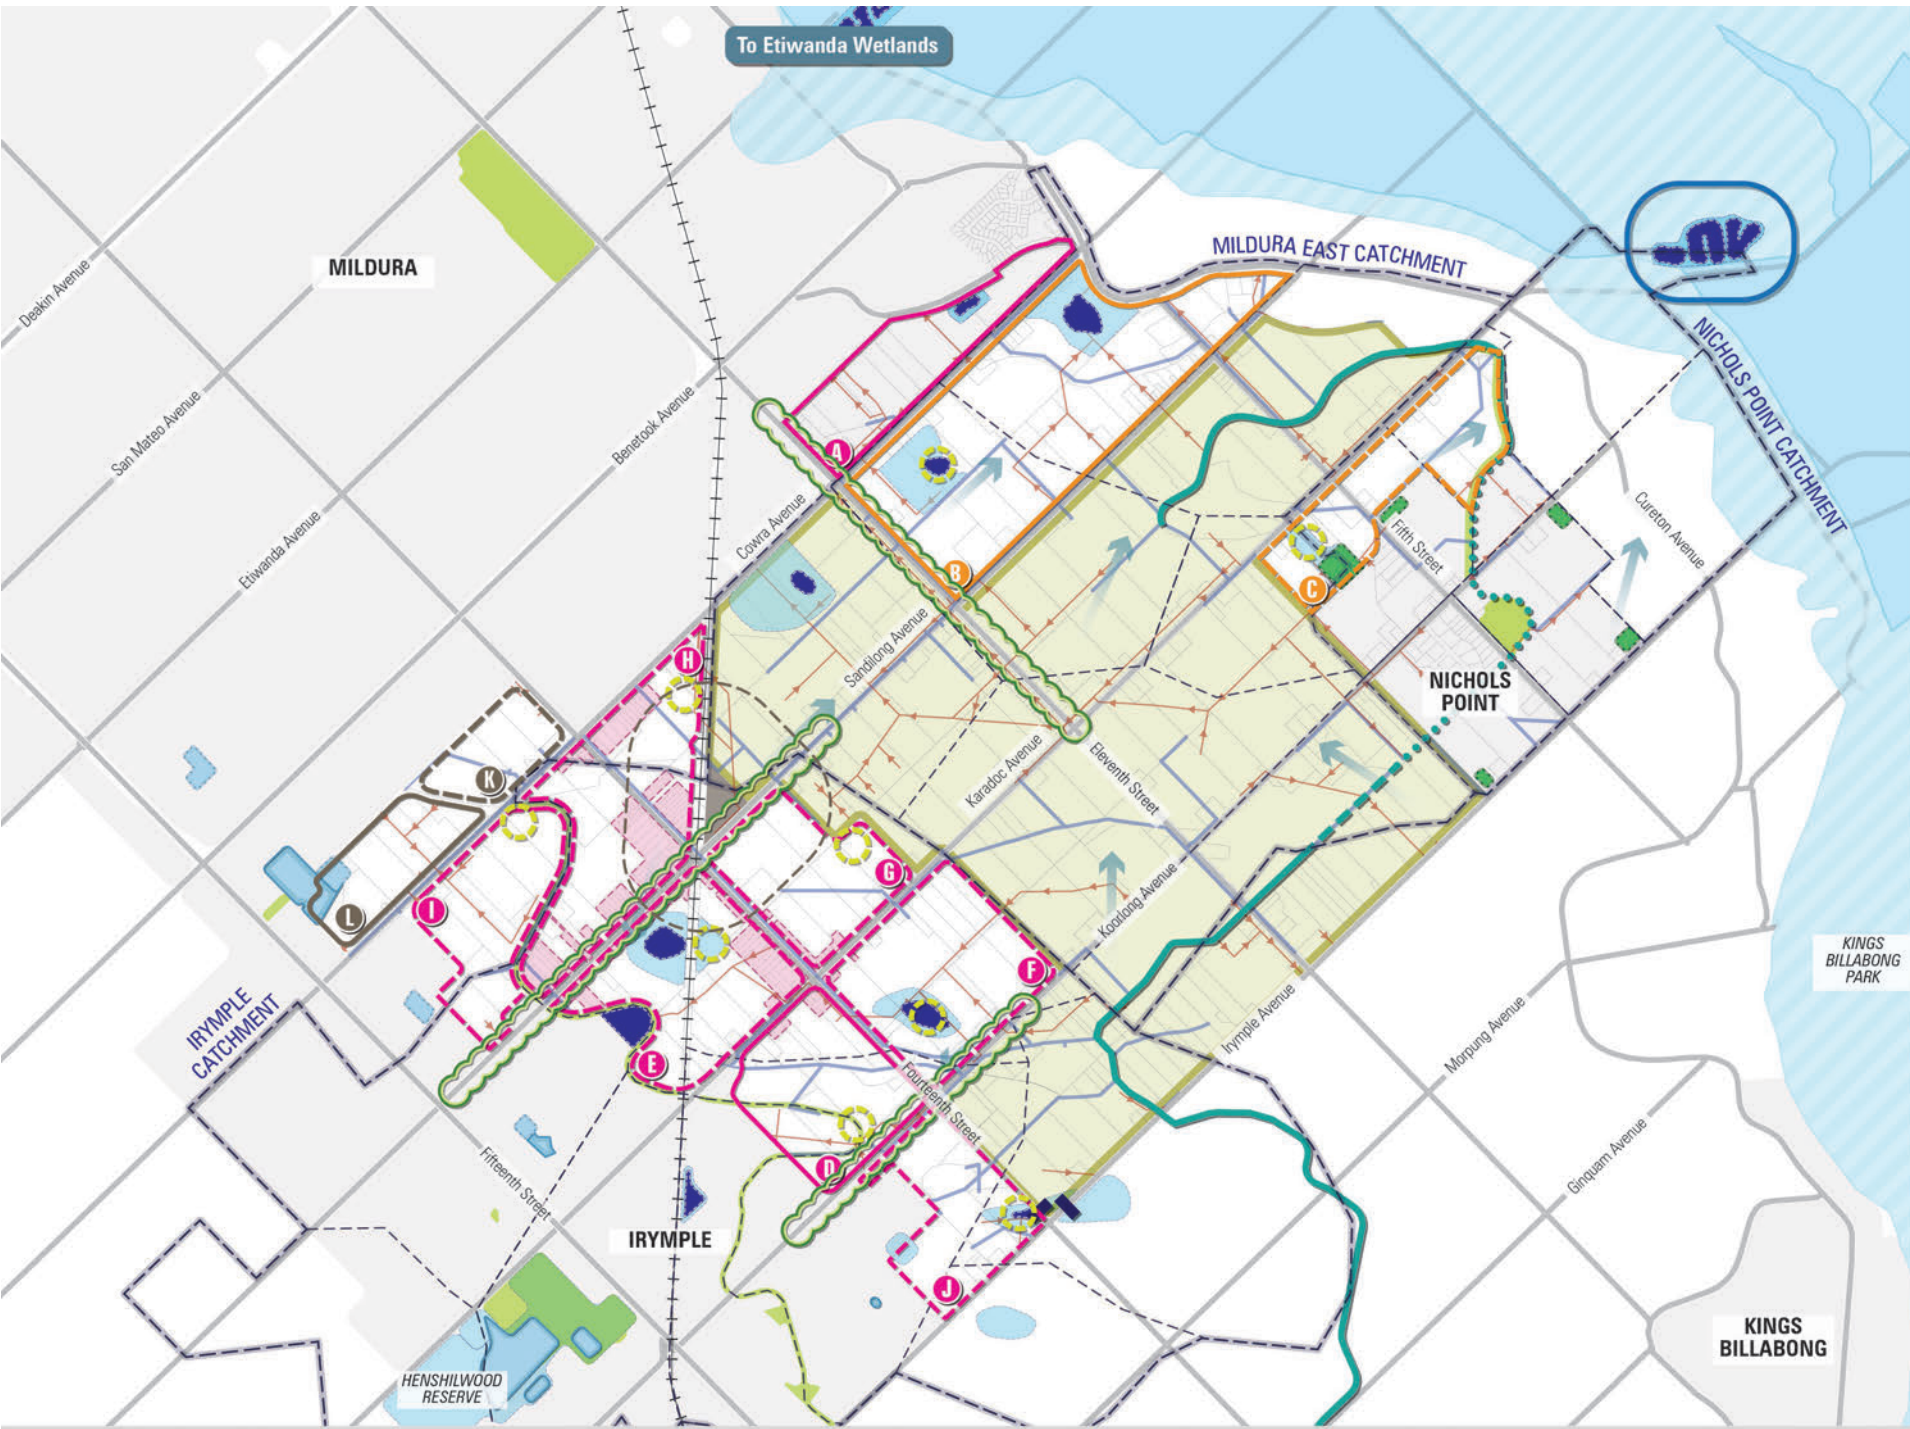 To Etiwanda Wetlands
MILDURA
MILDURA EAST CATCHMENT
NICHOLS POINT CATCHMENT
Deakin Avenue
San Mateo Avenue
Etiwanda Avenue
Benetook Avenue
Cowra Avenue
Sandilong Avenue
Karadoc Avenue
Eleventh Street
Koorlong Avenue
Irymple Avenue
Morpung Avenue
Ginquam Avenue
Cureton Avenue
Fifth Street
Fourteenth Street
Fifteenth Street
A
B
C
H
K
G
I
L
F
E
D
J
NICHOLS
POINT
KINGS
BILLABONG
PARK
IRYMPLE
CATCHMENT
IRYMPLE
HENSHILWOOD
RESERVE
KINGS
BILLABONG